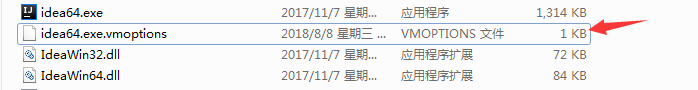 idea64.exe 2017/11/7 星期... 应用程序 1,314 KB
idea64.exe.vmoptions 2018/8/8 星期三 ... VMOPTIONS 文件 1 KB
IdeaWin32.dll 2017/11/7 星期... 应用程序扩展 72 KB
IdeaWin64.dll 2017/11/7 星期... 应用程序扩展 84 KB